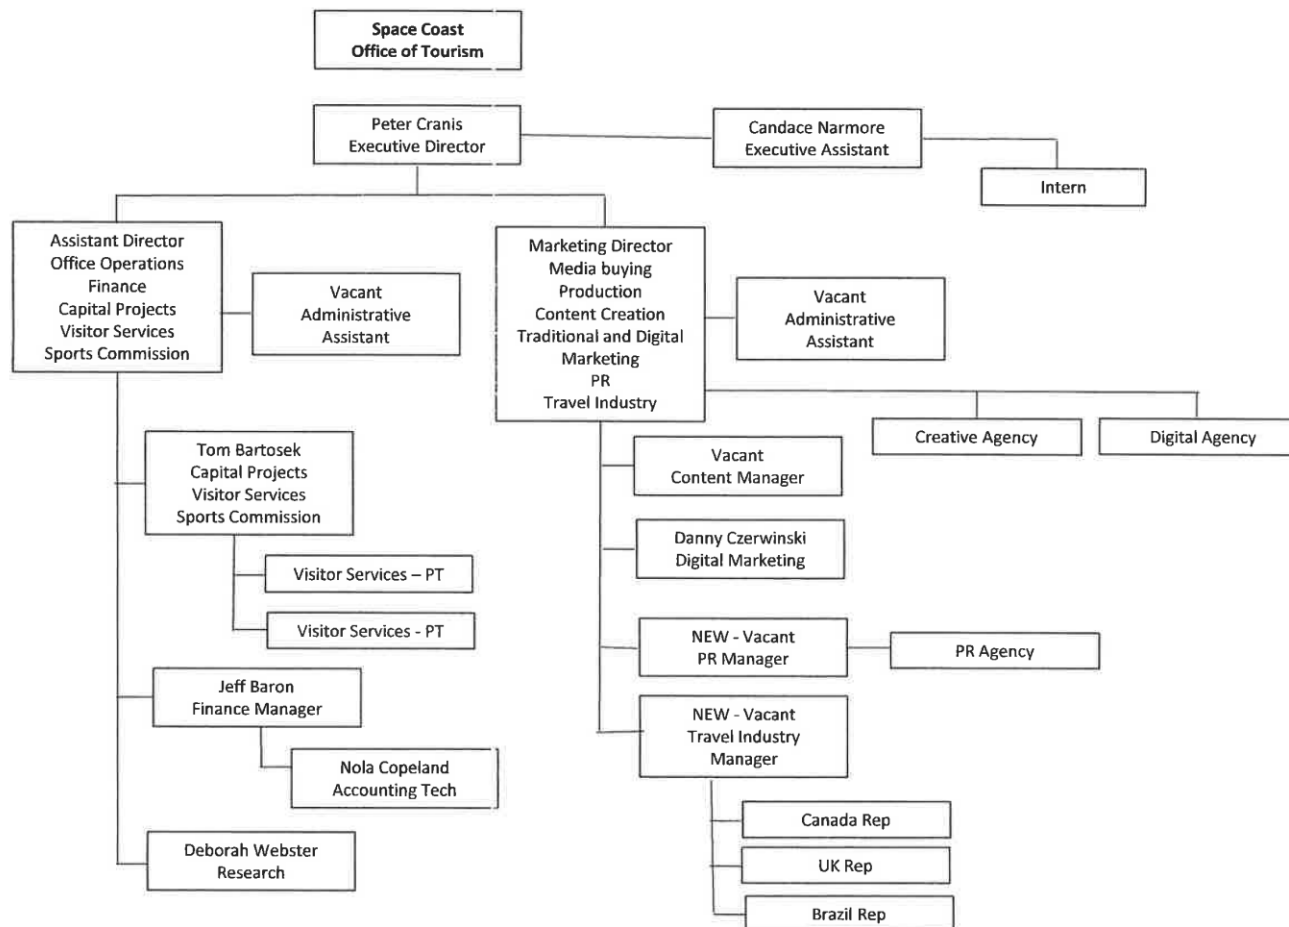 Space Coast
Office of Tourism
Peter Cranis
Executive Director
Candace Narmore
Executive Assistant
Intern
Assistant Director
Office Operations
Finance
Capital Projects
Visitor Services
Sports Commission
Vacant
Administrative
Assistant
Marketing Director
Media buying
Production
Content Creation
Traditional and Digital
Marketing
PR
Travel Industry
Vacant
Administrative
Assistant
Creative Agency
Digital Agency
Tom Bartosek
Capital Projects
Visitor Services
Sports Commission
Visitor Services – PT
Visitor Services - PT
Jeff Baron
Finance Manager
Nola Copeland
Accounting Tech
Deborah Webster
Research
Vacant
Content Manager
Danny Czerwinski
Digital Marketing
NEW - Vacant
PR Manager
PR Agency
NEW - Vacant
Travel Industry
Manager
Canada Rep
UK Rep
Brazil Rep